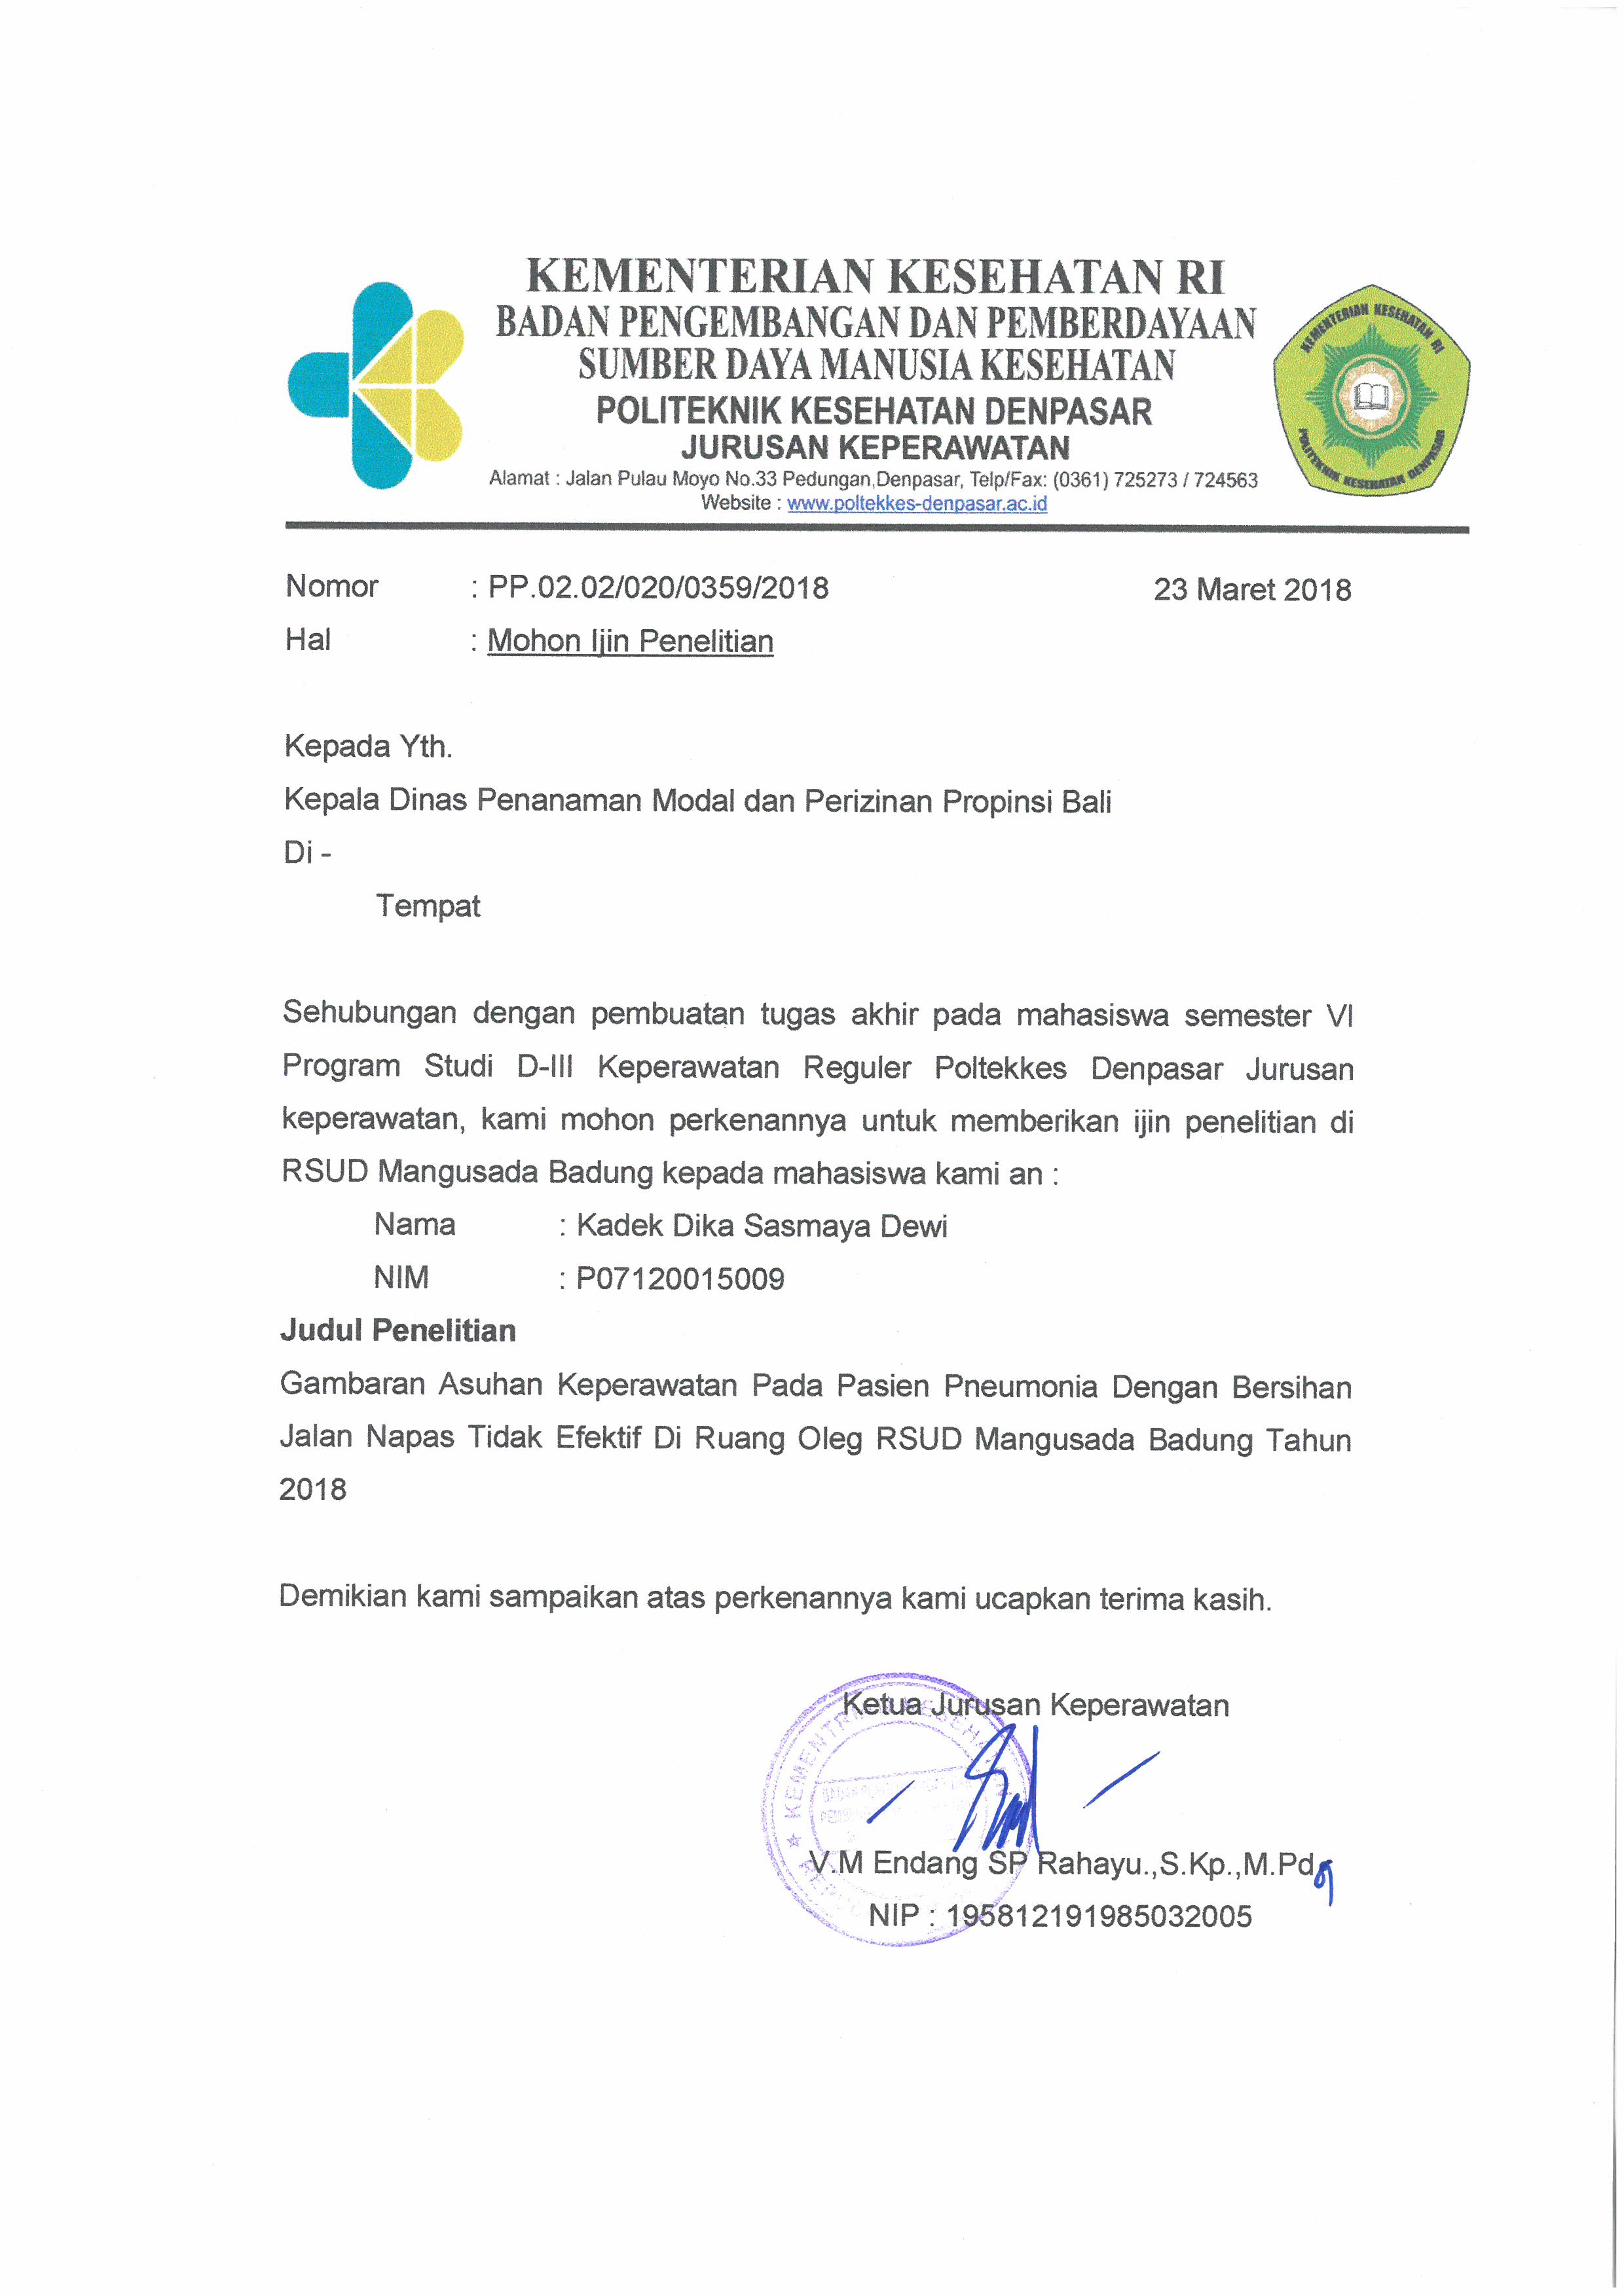 KEMENTERIAN KESEHATAN RI
BADAN PENGEMBANGAN DAN PEMBERDAYAAN
SUMBER DAYA MANUSIA KESEHATAN
POLITEKNIK KESEHATAN DENPASAR
JURUSAN KEPERAWATAN
Alamat : Jalan Pulau Moyo No.33 Pedungan,Denpasar, Telp/Fax: (0361) 725273 / 724563
Website : www.poltekkes-denpasar.ac.id
KEMENTERIAN KESEHATAN RI
POLITEKNIK KESEHATAN DENPASAR
Nomor : PP.02.02/020/0359/2018 23 Maret 2018
Hal : Mohon Ijin Penelitian
Kepada Yth.
Kepala Dinas Penanaman Modal dan Perizinan Propinsi Bali
Di -
Tempat
Sehubungan dengan pembuatan tugas akhir pada mahasiswa semester VI
Program Studi D-III Keperawatan Reguler Poltekkes Denpasar Jurusan
keperawatan, kami mohon perkenannya untuk memberikan ijin penelitian di
RSUD Mangusada Badung kepada mahasiswa kami an :
Nama : Kadek Dika Sasmaya Dewi
NIM : P07120015009
Judul Penelitian
Gambaran Asuhan Keperawatan Pada Pasien Pneumonia Dengan Bersihan
Jalan Napas Tidak Efektif Di Ruang Oleg RSUD Mangusada Badung Tahun
2018
Demikian kami sampaikan atas perkenannya kami ucapkan terima kasih.
Ketua Jurusan Keperawatan
V.M Endang SP Rahayu.,S.Kp.,M.Pd
NIP : 195812191985032005